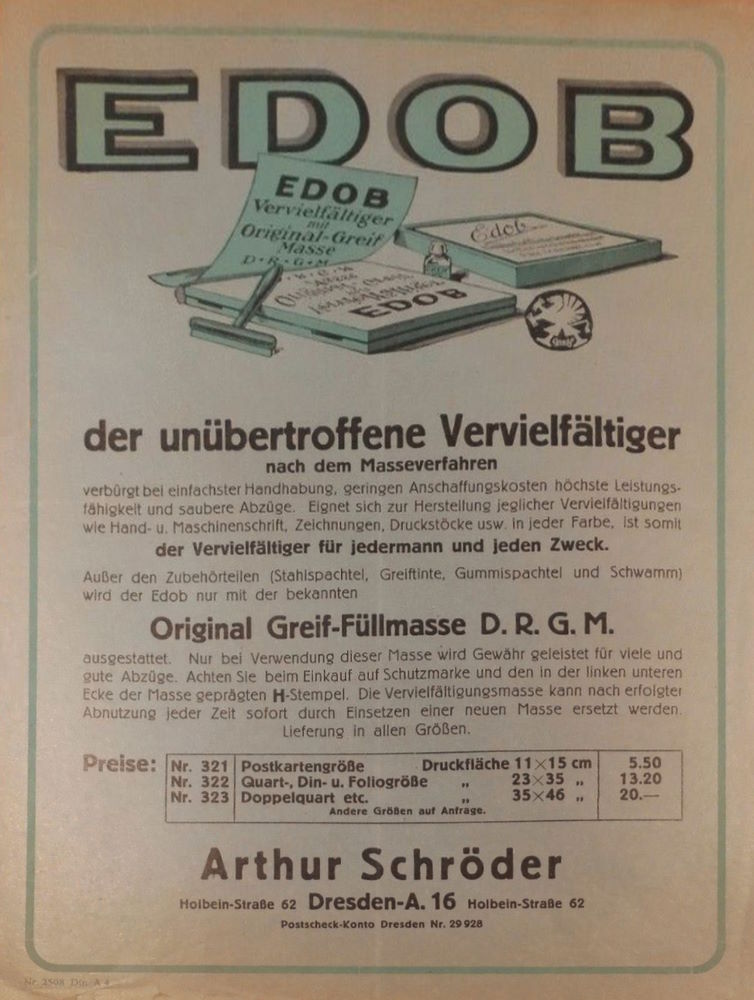 EDOB
EDOB
Vervielfältiger
mit
Original-Greif
Masse
D·R·G·M
Edob
EDOB
der unübertroffene Vervielfältiger
nach dem Masseverfahren
verbürgt bei einfachster Handhabung, geringen Anschaffungskosten höchste Leistungs-
fähigkeit und saubere Abzüge. Eignet sich zur Herstellung jeglicher Vervielfältigungen
wie Hand- u. Maschinenschrift, Zeichnungen, Druckstöcke usw. in jeder Farbe, ist somit
der Vervielfältiger für jedermann und jeden Zweck.
Außer den Zubehörteilen (Stahlspachtel, Greiftinte, Gummispachtel und Schwamm)
wird der Edob nur mit der bekannten
Original Greif-Füllmasse D. R. G. M.
ausgestattet. Nur bei Verwendung dieser Masse wird Gewähr geleistet für viele und
gute Abzüge. Achten Sie beim Einkauf auf Schutzmarke und den in der linken unteren
Ecke der Masse geprägten H-Stempel. Die Vervielfältigungsmasse kann nach erfolgter
Abnutzung jeder Zeit sofort durch Einsetzen einer neuen Masse ersetzt werden.
Lieferung in allen Größen.
Preise: Nr. 321 Postkartengröße Druckfläche 11×15 cm 5.50
Nr. 322 Quart-, Din- u. Foliogröße „ 23×35 „ 13.20
Nr. 323 Doppelquart etc. „ 35×46 „ 20.—
Andere Größen auf Anfrage.
Arthur Schröder
Holbein-Straße 62 Dresden-A. 16 Holbein-Straße 62
Postscheck-Konto Dresden Nr. 29928
Nr. 2508 Din A 4